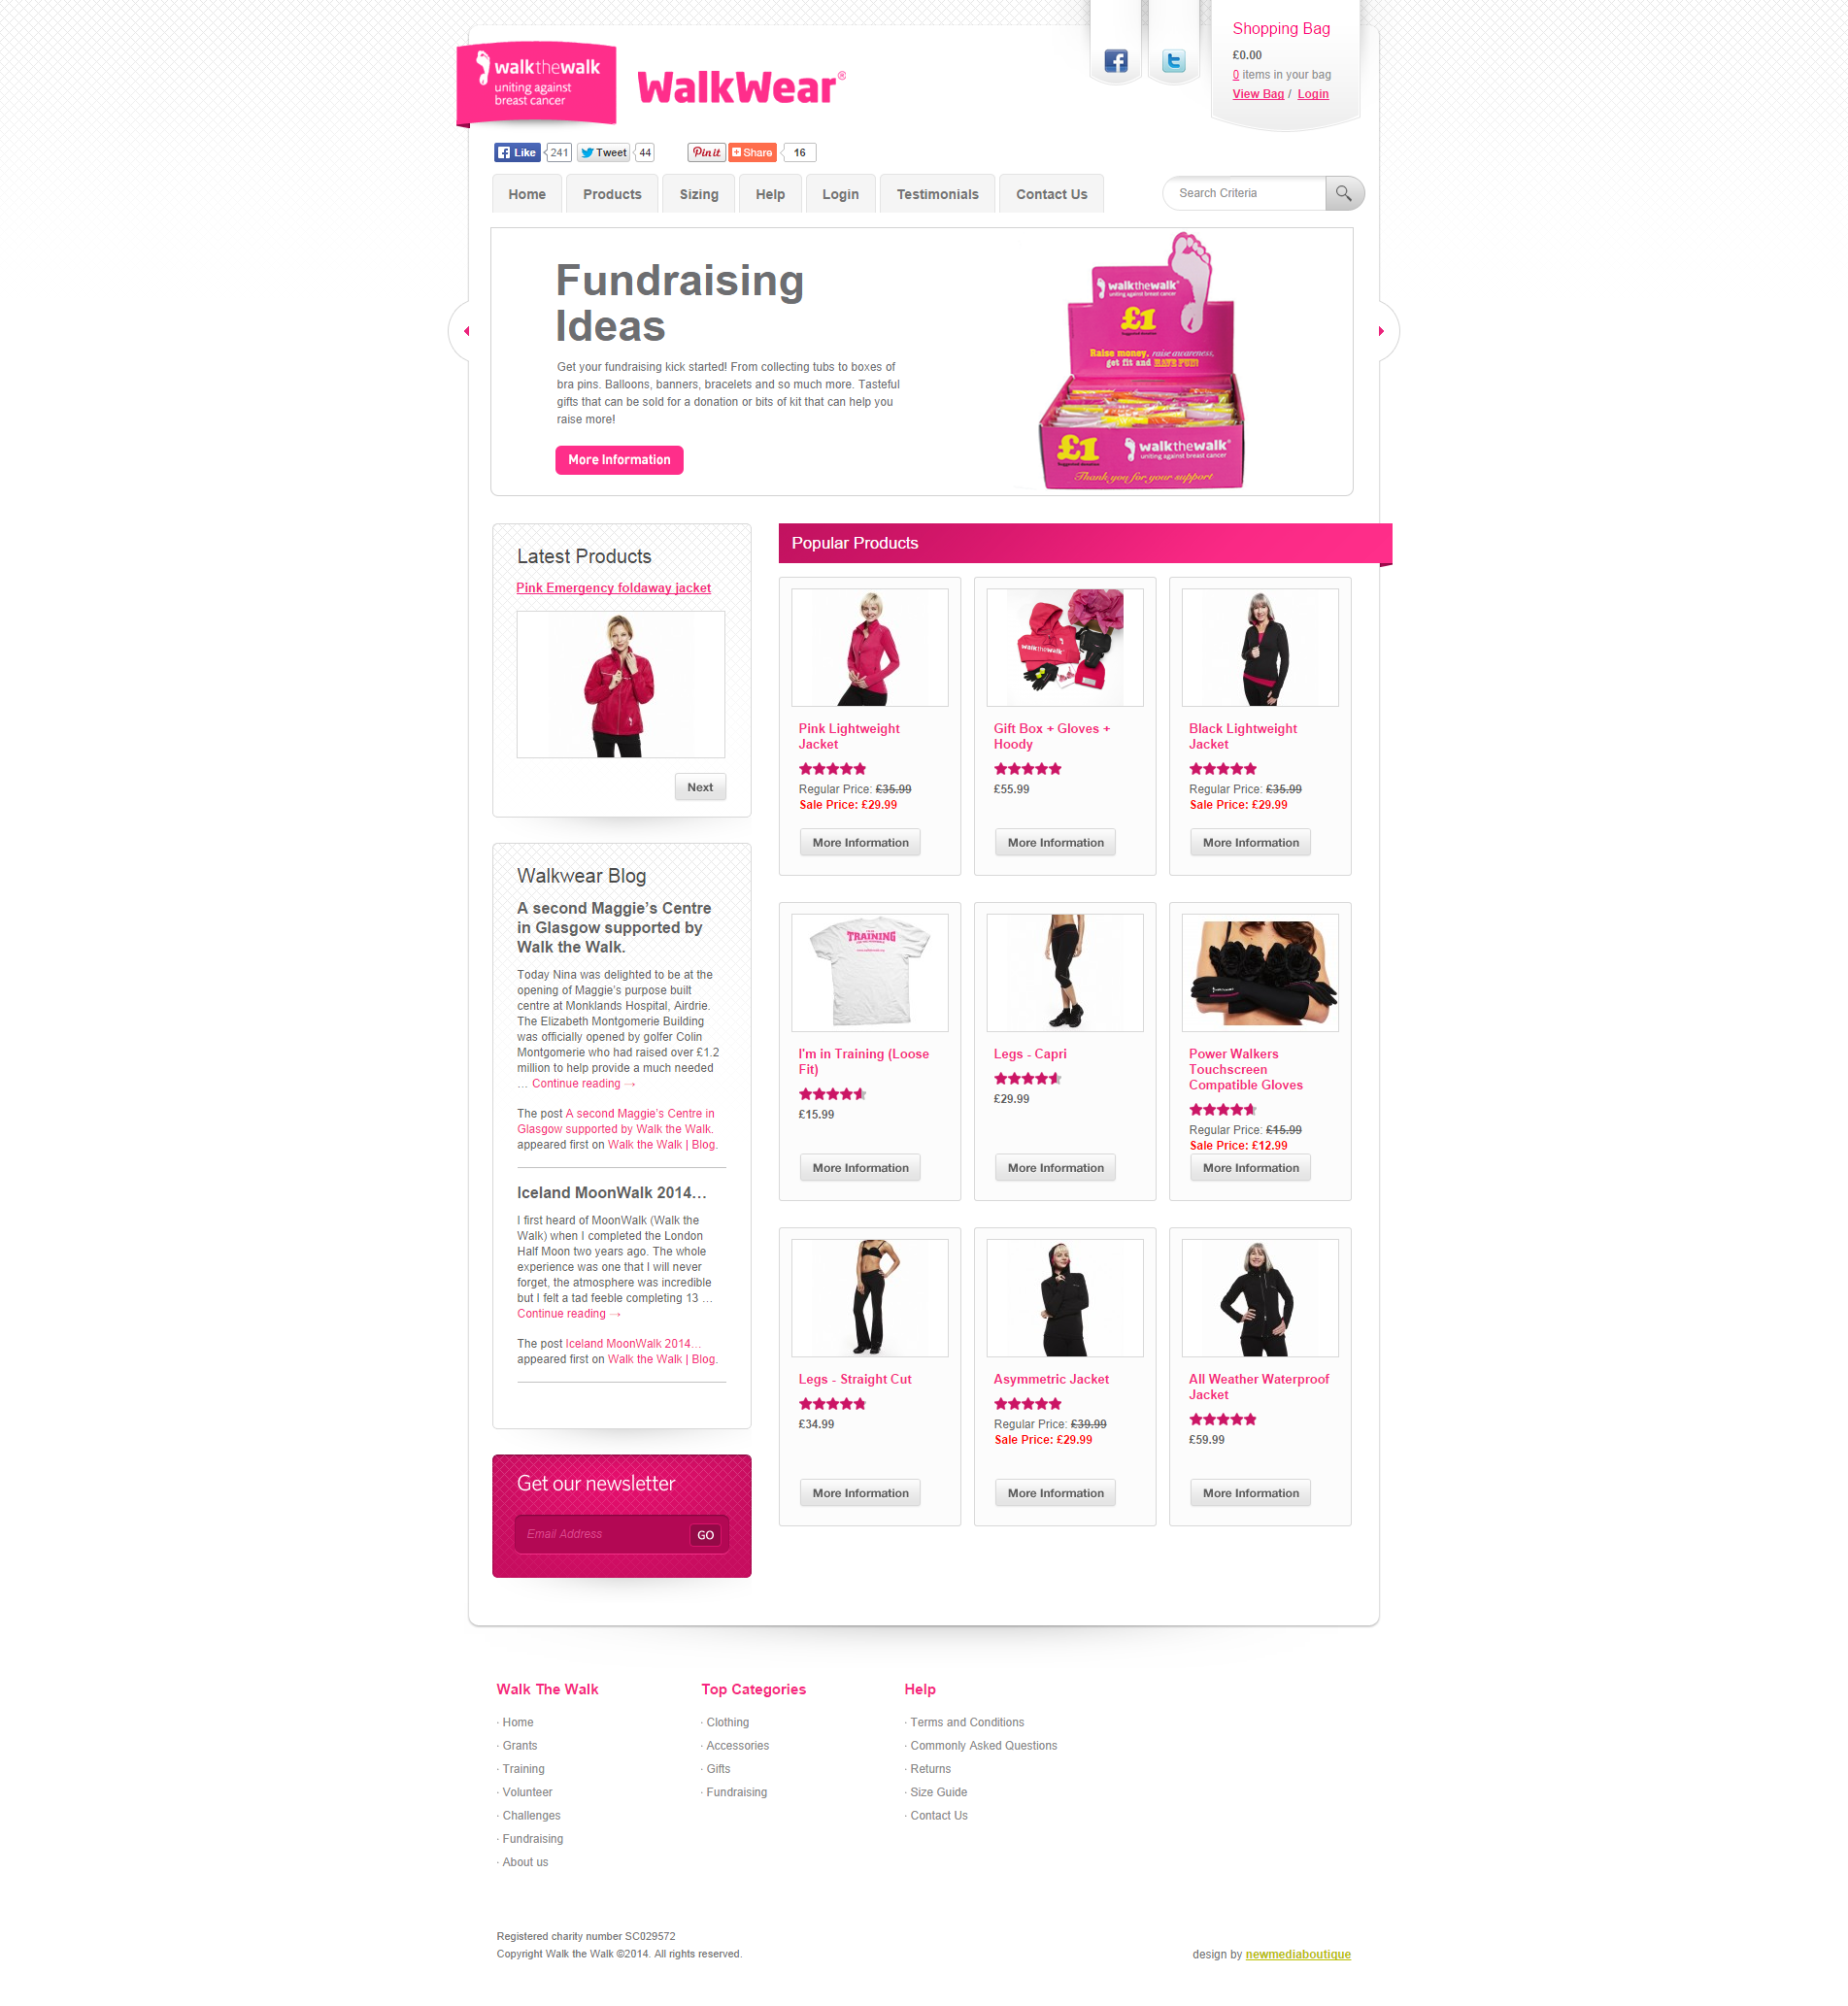 walkthewalk
uniting against
breast cancer
WalkWear®
Shopping Bag
£0.00
0 items in your bag
View Bag / Login
Like 241 Tweet 44 Pin it Share 16
Home Products Sizing Help Login Testimonials Contact Us
Search Criteria
Fundraising
Ideas
Get your fundraising kick started! From collecting tubs to boxes of
bra pins. Balloons, banners, bracelets and so much more. Tasteful
gifts that can be sold for a donation or bits of kit that can help you
raise more!
More Information
walkthewalk
uniting against breast cancer
£1
suggested donation
Raise money, raise awareness,
get fit and HAVE FUN!
£1
suggested donation
walkthewalk
uniting against breast cancer
Thank you for your support
Latest Products
Pink Emergency foldaway jacket
Next
Walkwear Blog
A second Maggie's Centre
in Glasgow supported by
Walk the Walk.
Today Nina was delighted to be at the
opening of Maggie's purpose built
centre at Monklands Hospital, Airdrie.
The Elizabeth Montgomerie Building
was officially opened by golfer Colin
Montgomerie who had raised over £1.2
million to help provide a much needed
… Continue reading →
The post A second Maggie's Centre in
Glasgow supported by Walk the Walk.
appeared first on Walk the Walk | Blog.
Iceland MoonWalk 2014…
I first heard of MoonWalk (Walk the
Walk) when I completed the London
Half Moon two years ago. The whole
experience was one that I will never
forget, the atmosphere was incredible
but I felt a tad feeble completing 13 …
Continue reading →
The post Iceland MoonWalk 2014…
appeared first on Walk the Walk | Blog.
Get our newsletter
Email Address GO
Popular Products
Pink Lightweight
Jacket
Regular Price: £35.99
Sale Price: £29.99
More Information
walkthewalk
Gift Box + Gloves +
Hoody
£55.99
More Information
Black Lightweight
Jacket
Regular Price: £35.99
Sale Price: £29.99
More Information
TRAINING
I'm in Training (Loose
Fit)
£15.99
More Information
Legs - Capri
£29.99
More Information
Power Walkers
Touchscreen
Compatible Gloves
Regular Price: £15.99
Sale Price: £12.99
More Information
Legs - Straight Cut
£34.99
More Information
Asymmetric Jacket
Regular Price: £39.99
Sale Price: £29.99
More Information
All Weather Waterproof
Jacket
£59.99
More Information
Walk The Walk
· Home
· Grants
· Training
· Volunteer
· Challenges
· Fundraising
· About us
Top Categories
· Clothing
· Accessories
· Gifts
· Fundraising
Help
· Terms and Conditions
· Commonly Asked Questions
· Returns
· Size Guide
· Contact Us
Registered charity number SC029572
Copyright Walk the Walk ©2014. All rights reserved.
design by newmediaboutique